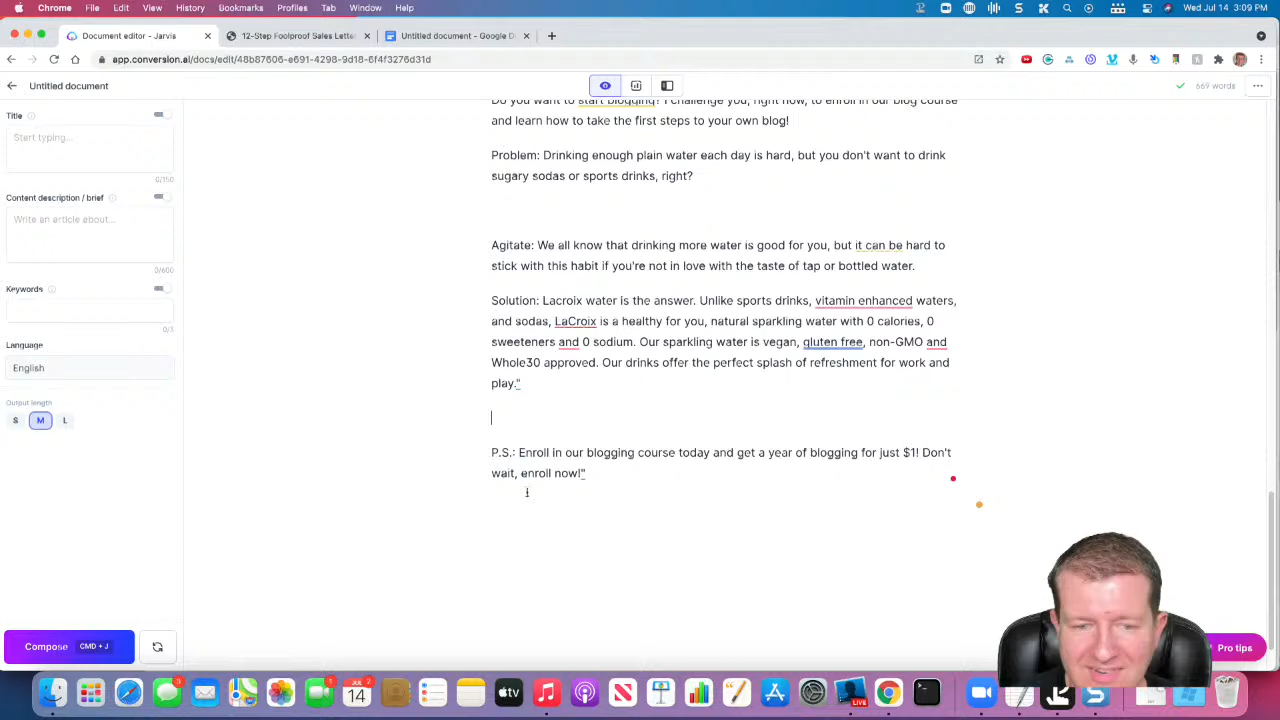 Chrome File Edit View History Bookmarks Profiles Tab Window Help
Wed Jul 14 3:09 PM
Document editor - Jarvis
12-Step Foolproof Sales Letter
Untitled document - Google D
app.conversion.ai/docs/edit/48b87606-e691-4298-9d18-6f4f3276d31d
Untitled document
669 words
Title
Start typing...
0/150
Content description / brief
Write an article about...
0/600
Keywords
0/3
Language
English
Output length
S M L
Compose CMD + J
Do you want to start blogging? I challenge you, right now, to enroll in our blog course
and learn how to take the first steps to your own blog!
Problem: Drinking enough plain water each day is hard, but you don't want to drink
sugary sodas or sports drinks, right?
Agitate: We all know that drinking more water is good for you, but it can be hard to
stick with this habit if you're not in love with the taste of tap or bottled water.
Solution: Lacroix water is the answer. Unlike sports drinks, vitamin enhanced waters,
and sodas, LaCroix is a healthy for you, natural sparkling water with 0 calories, 0
sweeteners and 0 sodium. Our sparkling water is vegan, gluten free, non-GMO and
Whole30 approved. Our drinks offer the perfect splash of refreshment for work and
play."
P.S.: Enroll in our blogging course today and get a year of blogging for just $1! Don't
wait, enroll now!"
Pro tips
3
1
JUL 2
14
tv
LIVE